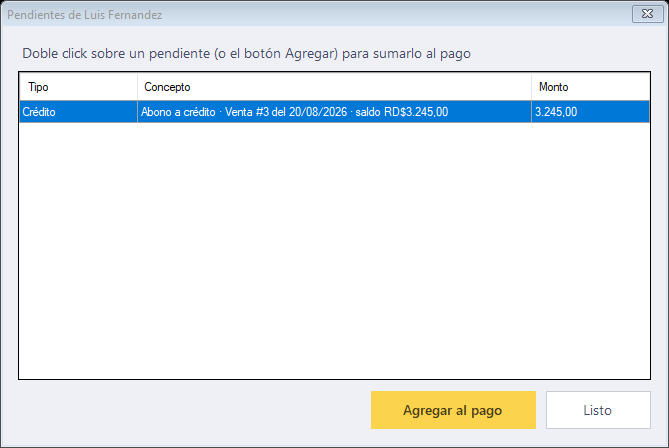 Pendientes de Luis Fernandez
Doble click sobre un pendiente (o el botón Agregar) para sumarlo al pago
Tipo Concepto Monto
Crédito Abono a crédito · Venta #3 del 20/08/2026 · saldo RD$3.245,00 3.245,00
Agregar al pago Listo